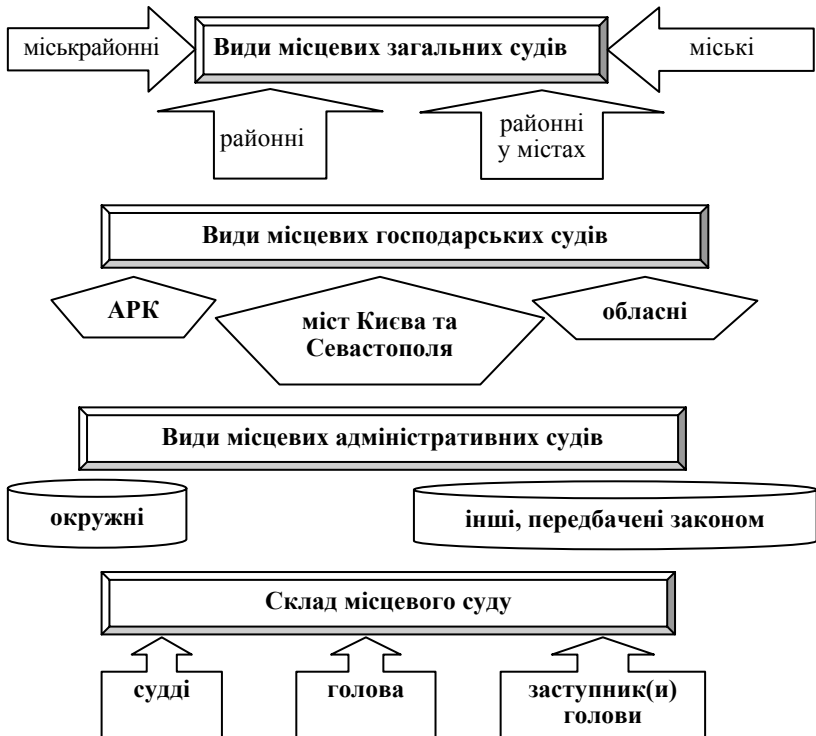 міськрайонні
Види місцевих загальних судів
міські
районні
районні
у містах
Види місцевих господарських судів
АРК
міст Києва та
Севастополя
обласні
Види місцевих адміністративних судів
окружні
інші, передбачені законом
Склад місцевого суду
судді
голова
заступник(и)
голови